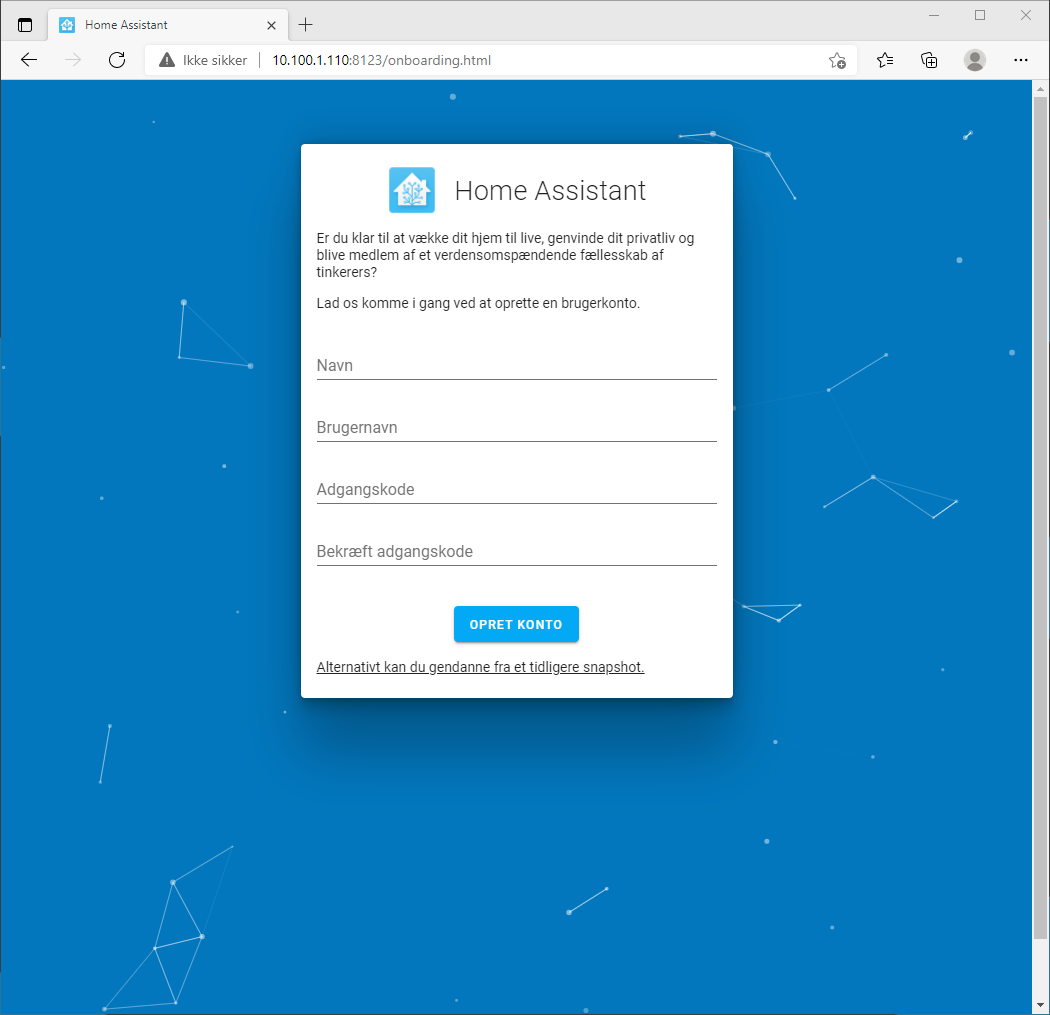 Home Assistant
Ikke sikker
10.100.1.110:8123/onboarding.html
Home Assistant
Er du klar til at vække dit hjem til live, genvinde dit privatliv og
blive medlem af et verdensomspændende fællesskab af
tinkerers?
Lad os komme i gang ved at oprette en brugerkonto.
Navn
Brugernavn
Adgangskode
Bekræft adgangskode
OPRET KONTO
Alternativt kan du gendanne fra et tidligere snapshot.